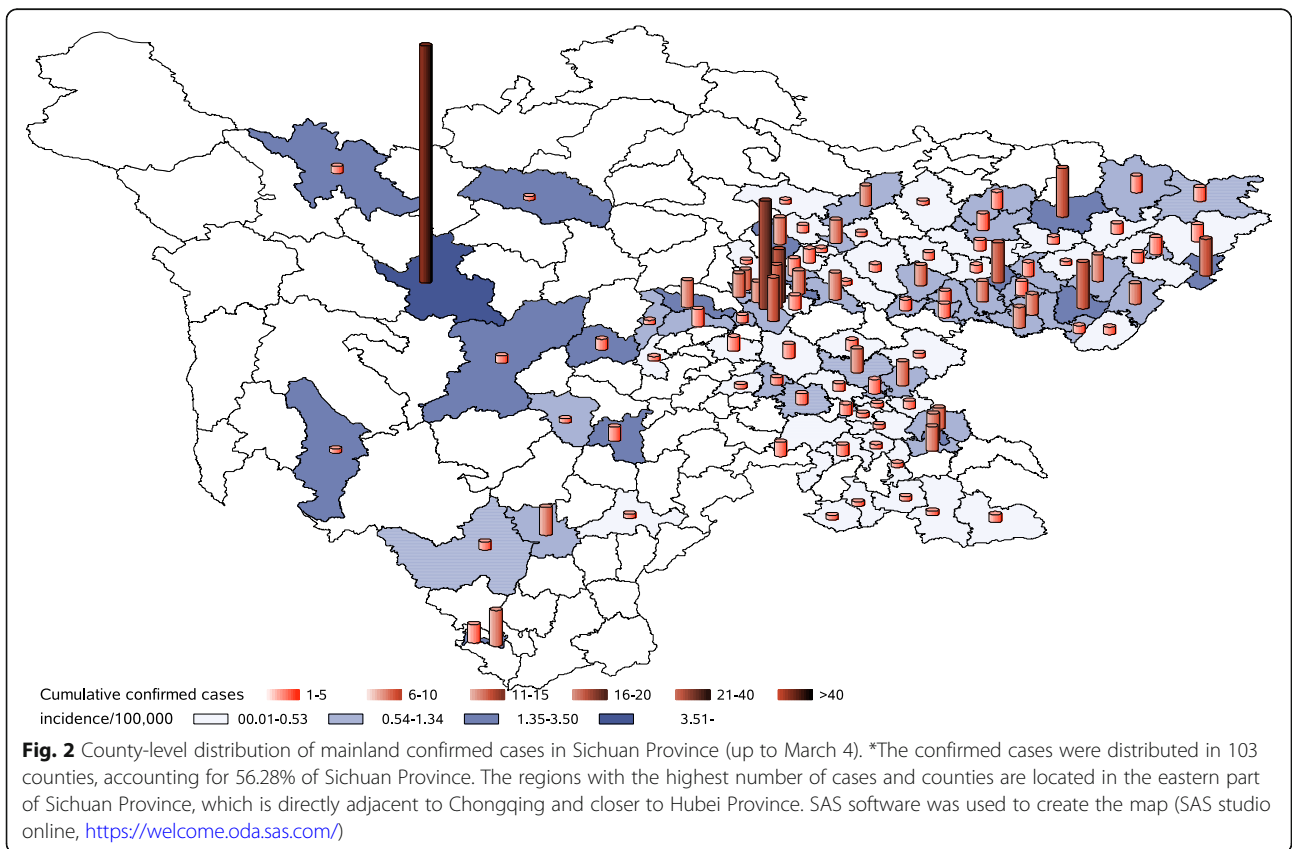 Cumulative confirmed cases 1-5 6-10 11-15 16-20 21-40 >40
incidence/100,000 00.01-0.53 0.54-1.34 1.35-3.50 3.51-
Fig. 2 County-level distribution of mainland confirmed cases in Sichuan Province (up to March 4). *The confirmed cases were distributed in 103
counties, accounting for 56.28% of Sichuan Province. The regions with the highest number of cases and counties are located in the eastern part
of Sichuan Province, which is directly adjacent to Chongqing and closer to Hubei Province. SAS software was used to create the map (SAS studio
online, https://welcome.oda.sas.com/)